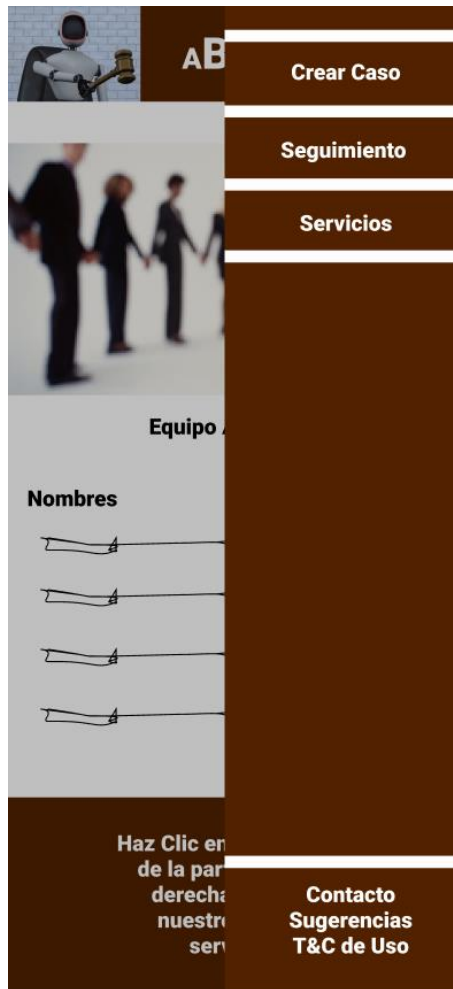 AB
Crear Caso
Seguimiento
Servicios
Equipo
Nombres
Haz Clic en
de la par
derecha
nuestro
serv
Contacto
Sugerencias
T&C de Uso